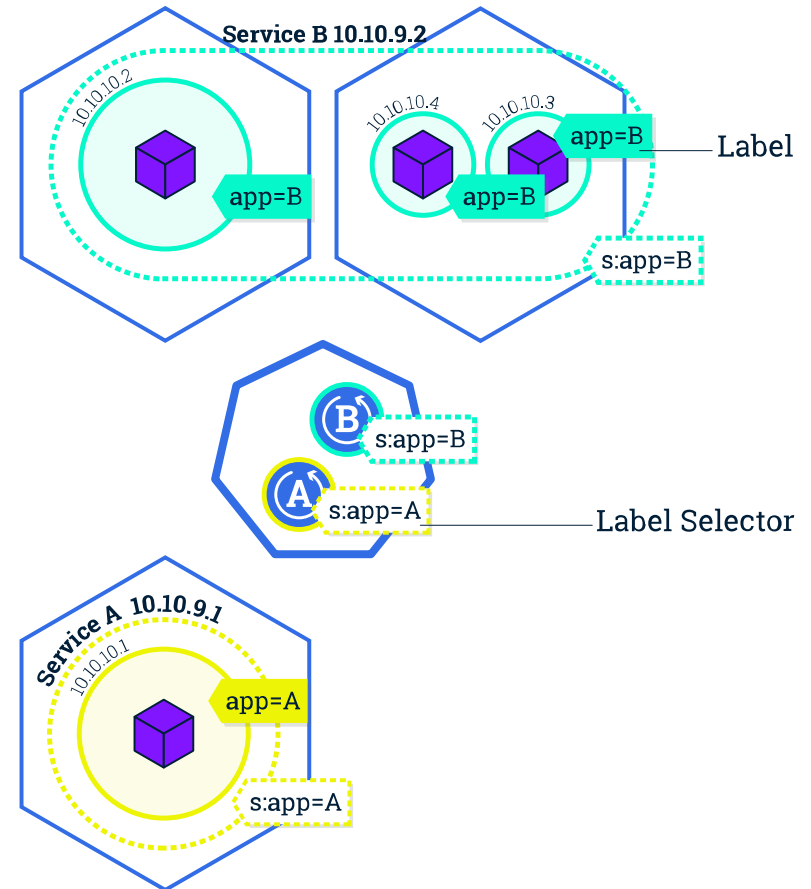 Service B 10.10.9.2
10.10.10.2
10.10.10.4
10.10.10.3
app=B
Label
app=B
app=B
s:app=B
B
s:app=B
A
s:app=A
Label Selector
Service A 10.10.9.1
10.10.10.1
app=A
s:app=A